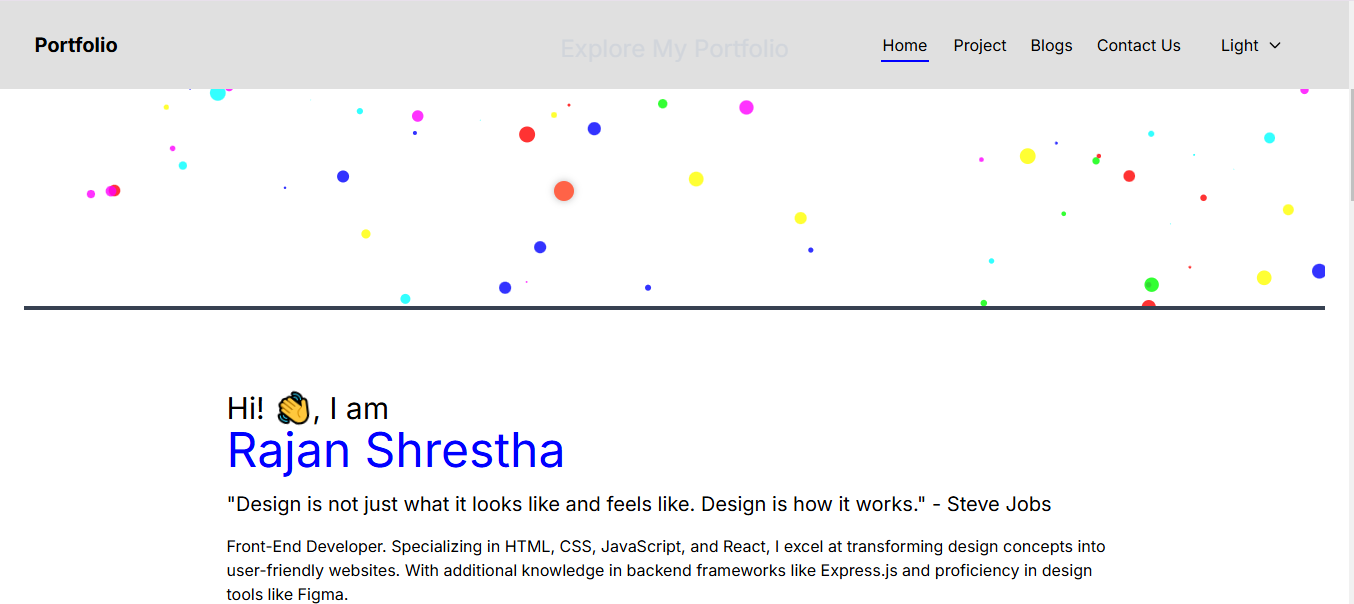 Portfolio
Explore My Portfolio
Home Project Blogs Contact Us Light
Hi! 👋, I am
Rajan Shrestha
"Design is not just what it looks like and feels like. Design is how it works." - Steve Jobs
Front-End Developer. Specializing in HTML, CSS, JavaScript, and React, I excel at transforming design concepts into
user-friendly websites. With additional knowledge in backend frameworks like Express.js and proficiency in design
tools like Figma.